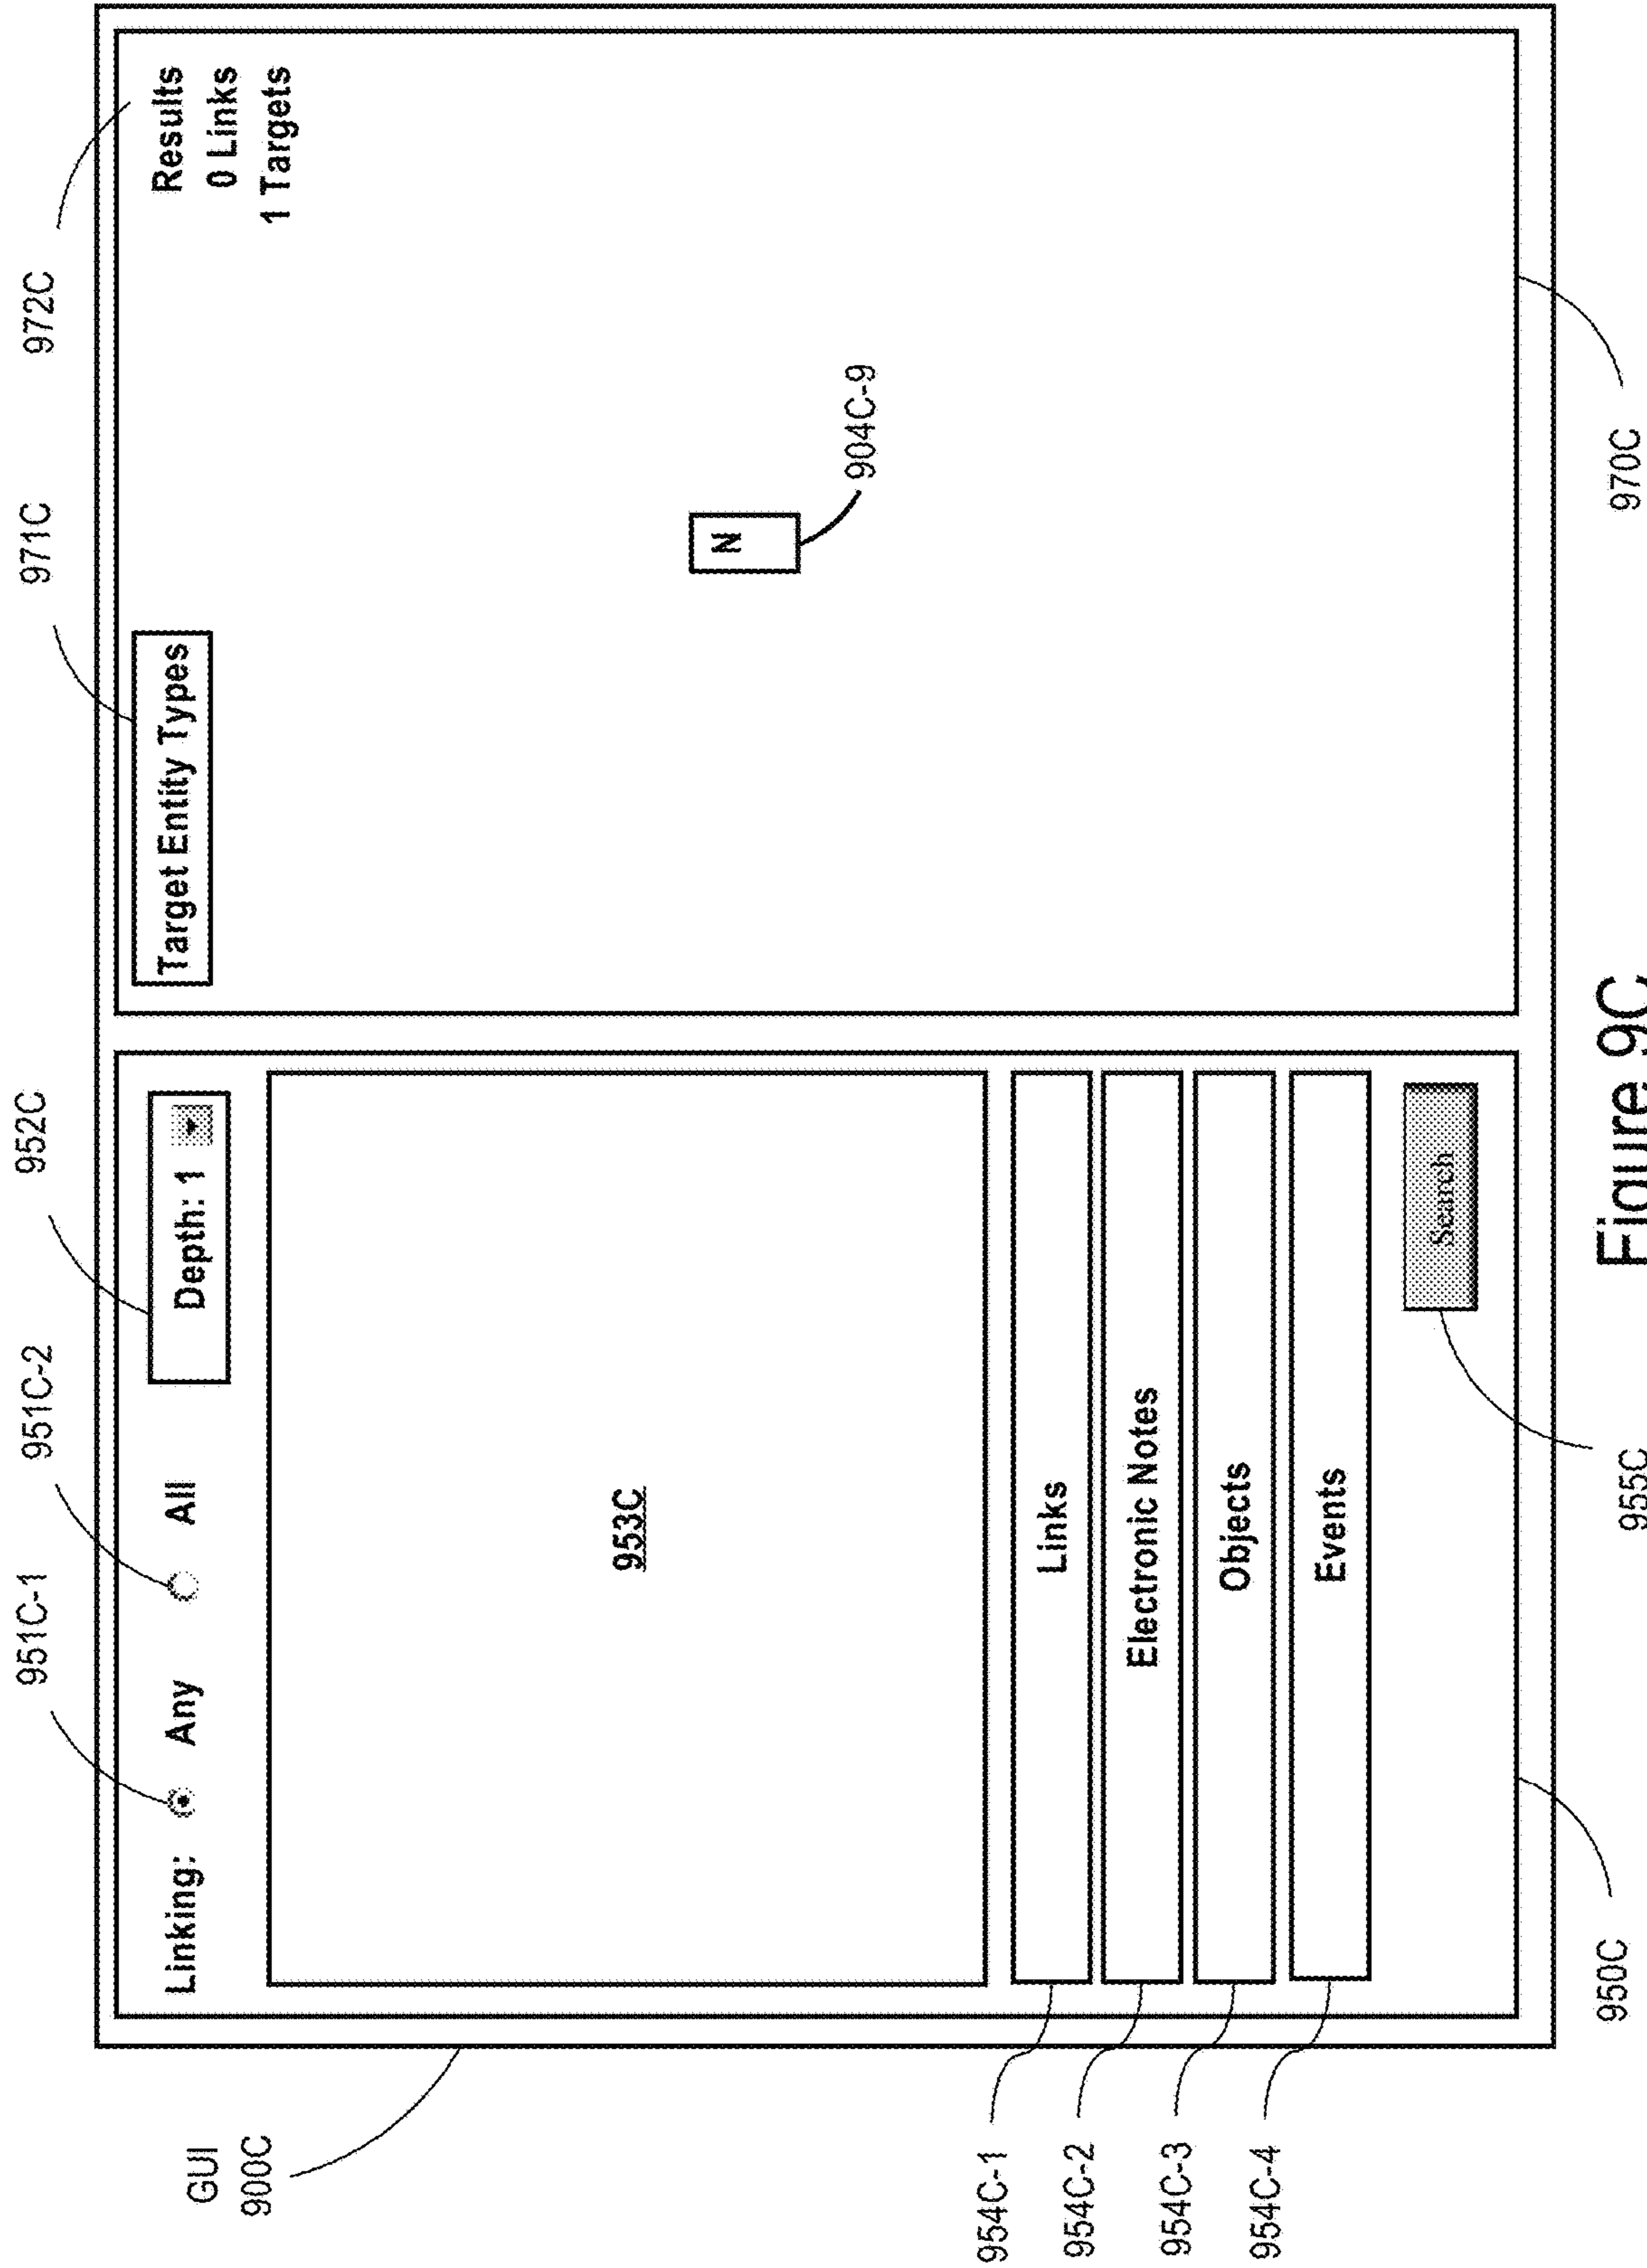 951C-1
951C-2
952C
971C
972C
GUI
900C
Linking:
Any
All
Depth: 1
Target Entity Types
Results
0 Links
1 Targets
953C
N
904C-9
Links
Electronic Notes
Objects
Events
Search
954C-1
954C-2
954C-3
954C-4
950C
955C
970C
Figure 9C